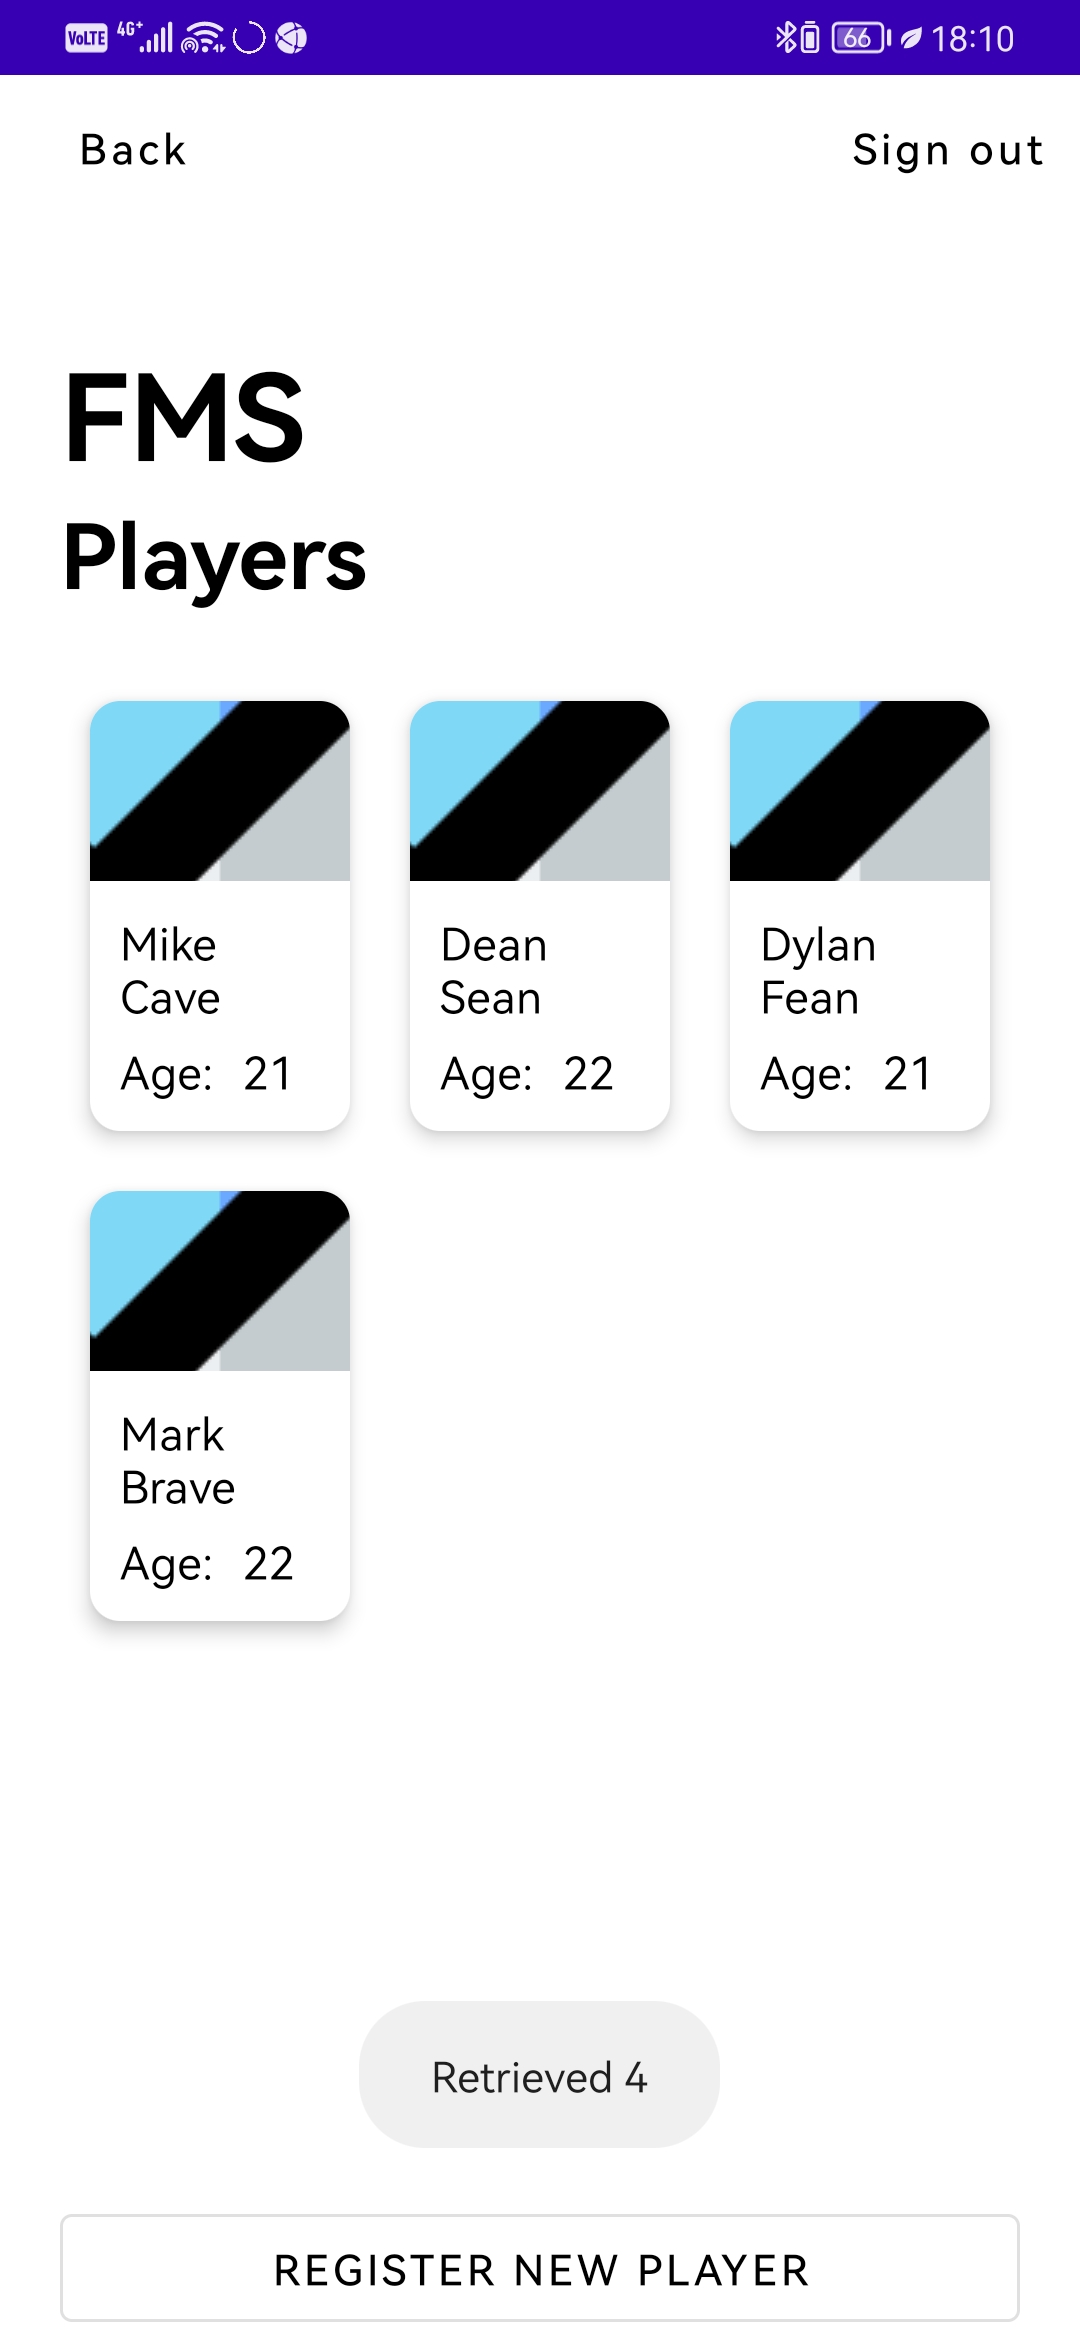 VoLTE 4G+ 66 18:10
Back Sign out
FMS
Players
Mike
Cave
Age: 21
Dean
Sean
Age: 22
Dylan
Fean
Age: 21
Mark
Brave
Age: 22
Retrieved 4
REGISTER NEW PLAYER